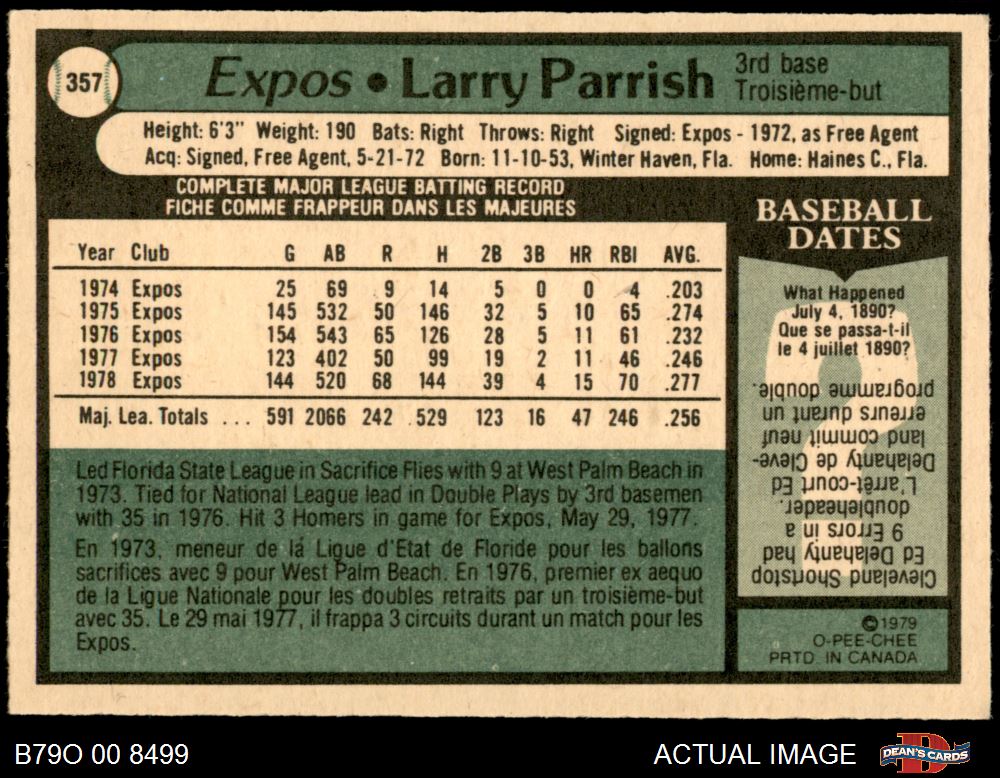 357
Expos • Larry Parrish
3rd base
Troisième-but
Height: 6'3" Weight: 190 Bats: Right Throws: Right Signed: Expos - 1972, as Free Agent
Acq: Signed, Free Agent, 5-21-72 Born: 11-10-53, Winter Haven, Fla. Home: Haines C., Fla.
COMPLETE MAJOR LEAGUE BATTING RECORD
FICHE COMME FRAPPEUR DANS LES MAJEURES
Year Club G AB R H 2B 3B HR RBI AVG.
1974 Expos 25 69 9 14 5 0 0 4 .203
1975 Expos 145 532 50 146 32 5 10 65 .274
1976 Expos 154 543 65 126 28 5 11 61 .232
1977 Expos 123 402 50 99 19 2 11 46 .246
1978 Expos 144 520 68 144 39 4 15 70 .277
Maj. Lea. Totals ... 591 2066 242 529 123 16 47 246 .256
Led Florida State League in Sacrifice Flies with 9 at West Palm Beach in
1973. Tied for National League lead in Double Plays by 3rd basemen
with 35 in 1976. Hit 3 Homers in game for Expos, May 29, 1977.
En 1973, meneur de lá Ligue d'Etat de Floride pour les ballons
sacrifices avec 9 pour West Palm Beach. En 1976, premier ex aequo
de la Ligue Nationale pour les doubles retraits par un troisième-but
avec 35. Le 29 mai 1977, il frappa 3 circuits durant un match pour les
Expos.
BASEBALL
DATES
What Happened
July 4, 1890?
Que se passa-t-il
le 4 juillet 1890?
Cleveland Shortstop
Ed Delahanty had
9 Errors in a
doubleheader.
L'arrêt-court Ed
Delahanty de Cleve-
land commit neuf
erreurs durant un
programme double.
©1979
O-PEE-CHEE
PRTD. IN CANADA
B79O 00 8499
ACTUAL IMAGE
DEAN'S CARDS